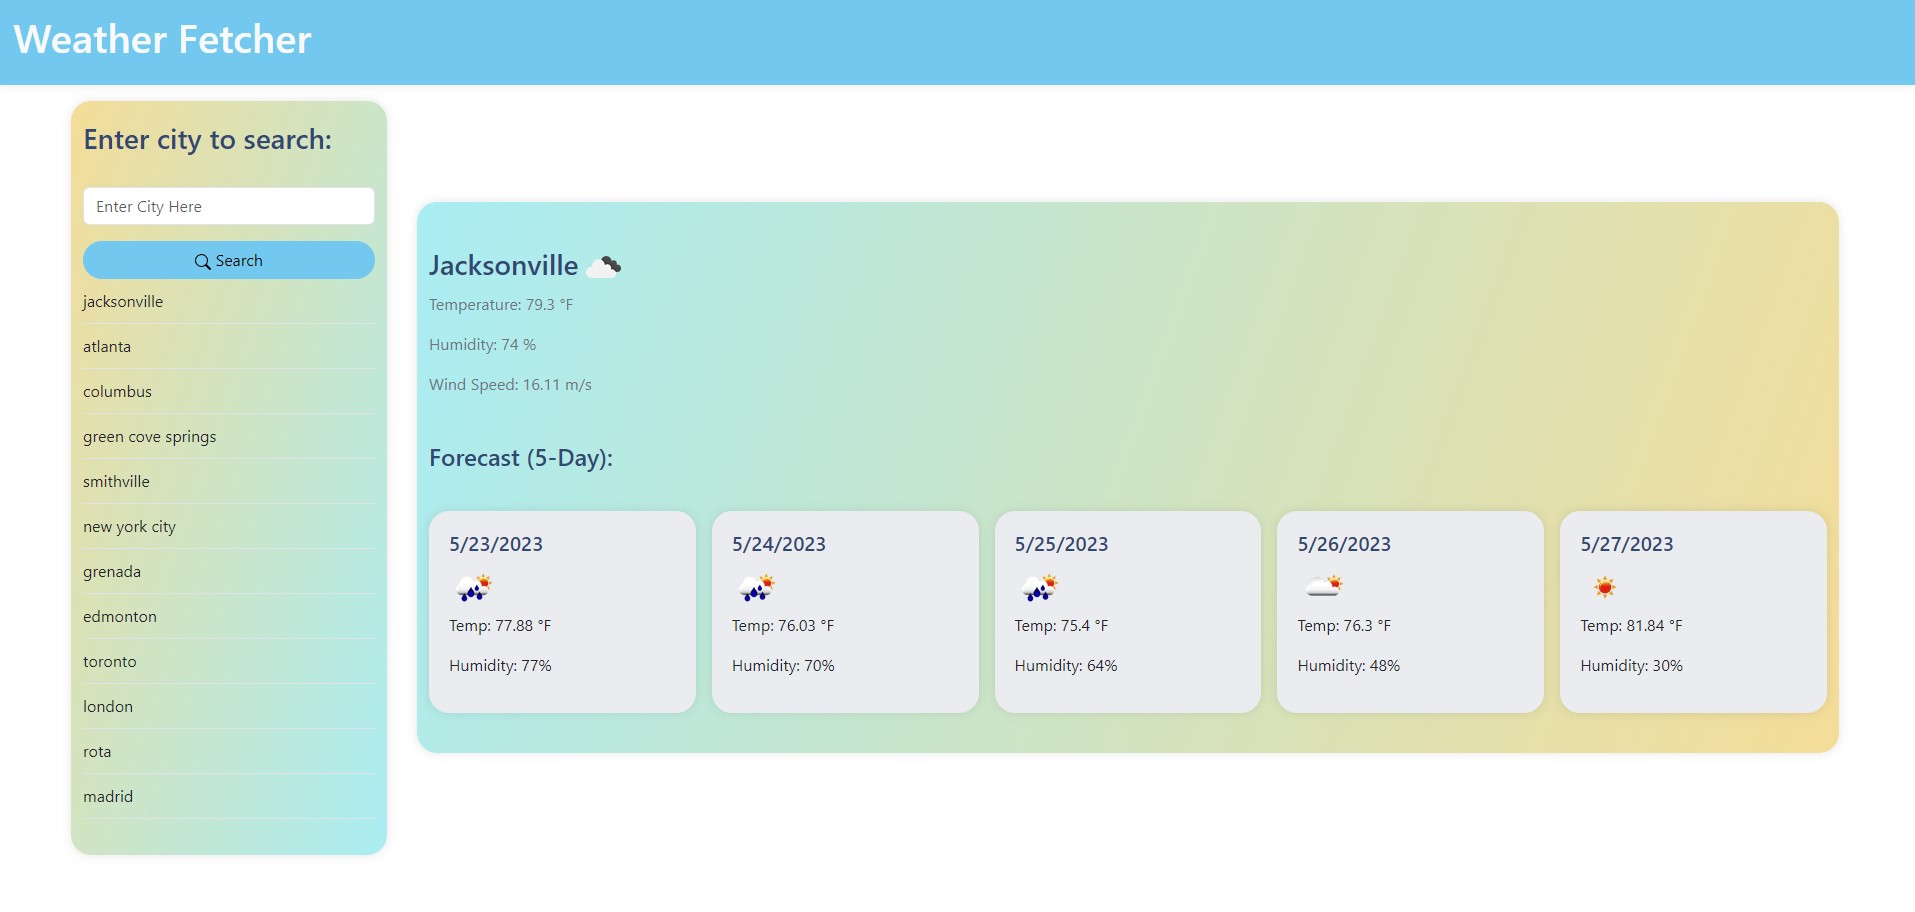 Weather Fetcher
Enter city to search:
Enter City Here
Search
jacksonville
atlanta
columbus
green cove springs
smithville
new york city
grenada
edmonton
toronto
london
rota
madrid
Jacksonville
Temperature: 79.3 °F
Humidity: 74 %
Wind Speed: 16.11 m/s
Forecast (5-Day):
5/23/2023
Temp: 77.88 °F
Humidity: 77%
5/24/2023
Temp: 76.03 °F
Humidity: 70%
5/25/2023
Temp: 75.4 °F
Humidity: 64%
5/26/2023
Temp: 76.3 °F
Humidity: 48%
5/27/2023
Temp: 81.84 °F
Humidity: 30%